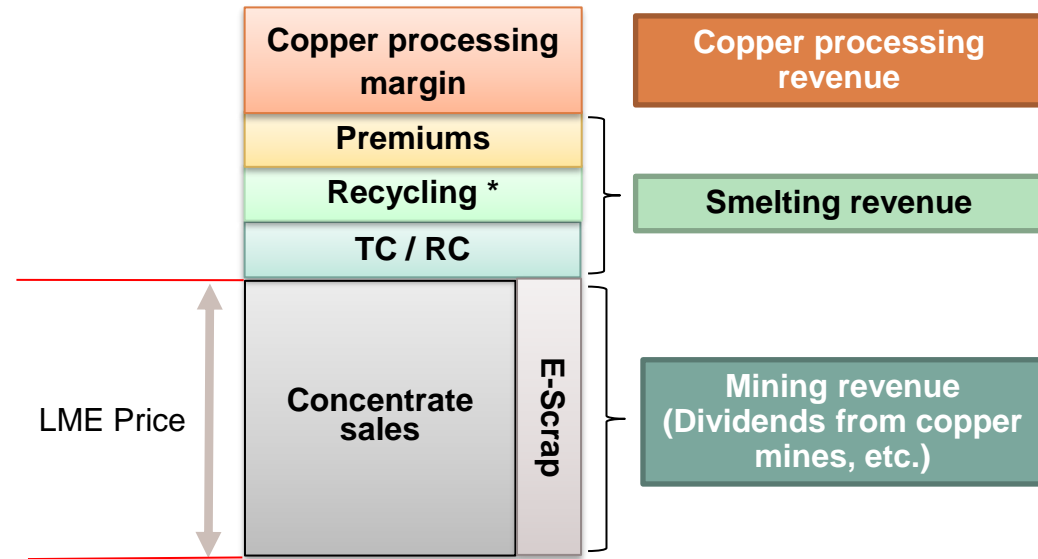 Copper processing
margin
Copper processing
revenue
Premiums
Recycling *
TC / RC
Smelting revenue
LME Price
Concentrate
sales
E-Scrap
Mining revenue
(Dividends from copper
mines, etc.)